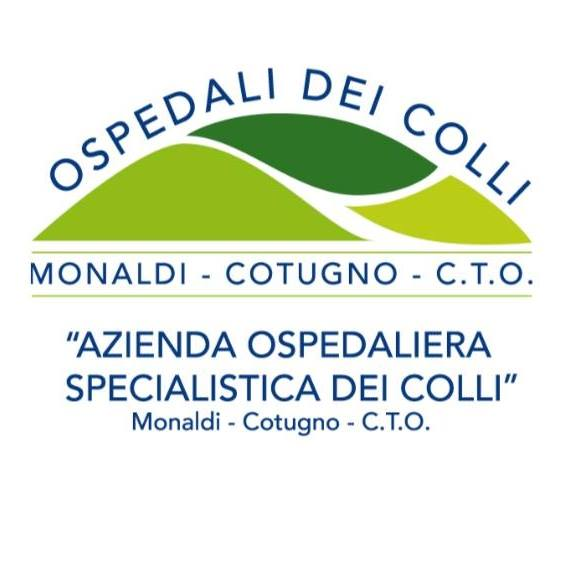 OSPEDALI DEI COLLI
MONALDI - COTUGNO - C.T.O.
“AZIENDA OSPEDALIERA
SPECIALISTICA DEI COLLI”
Monaldi - Cotugno - C.T.O.